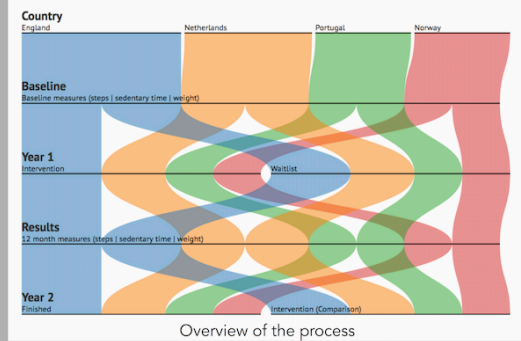 Country
England Netherlands Portugal Norway
Baseline
Baseline measures (steps | sedentary time | weight)
Year 1
Intervention Waitlist
Results
12 month measures (steps | sedentary time | weight)
Year 2
Finished Intervention (Comparison)
Overview of the process